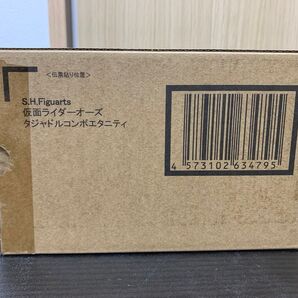 ＜伝票貼り位置＞
S.H.Figuarts
仮面ライダーオーズ
タジャドルコンボエタニティ
4 573102 634795